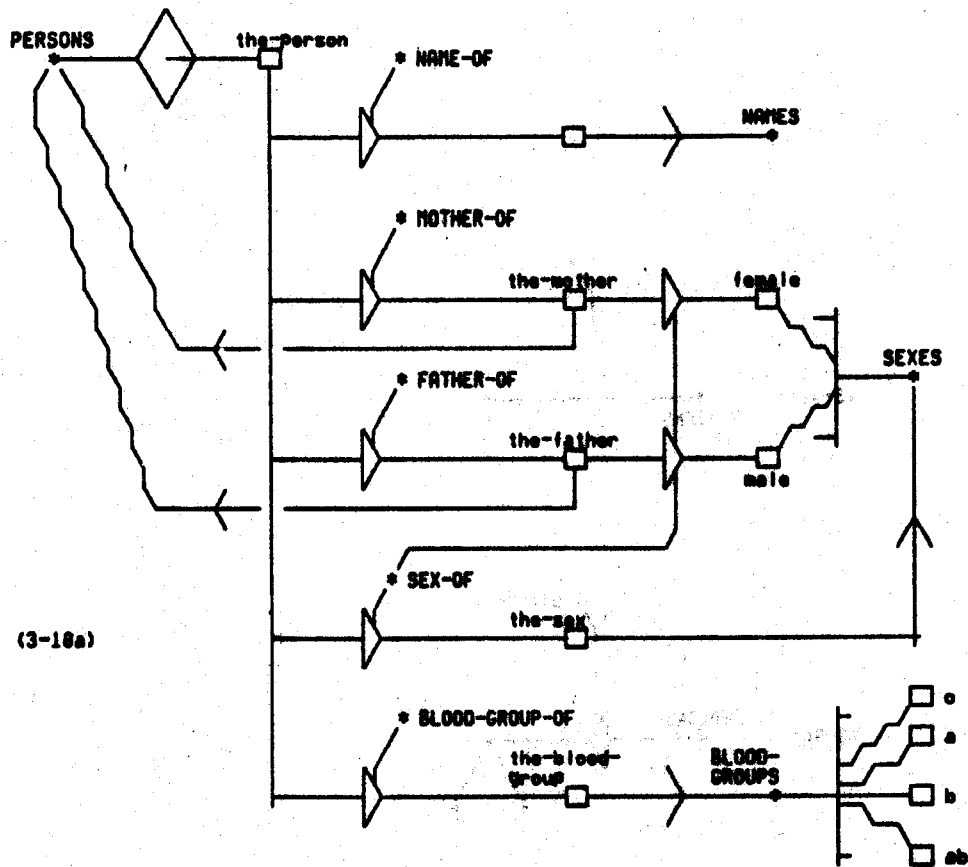 PERSONS
the-Person
* NAME-OF
NAMES
* MOTHER-OF
the-mother
female
SEXES
* FATHER-OF
the-father
male
* SEX-OF
the-sex
(3-18a)
* BLOOD-GROUP-OF
the-blood-
group
BLOOD-
GROUPS
o
a
b
ab